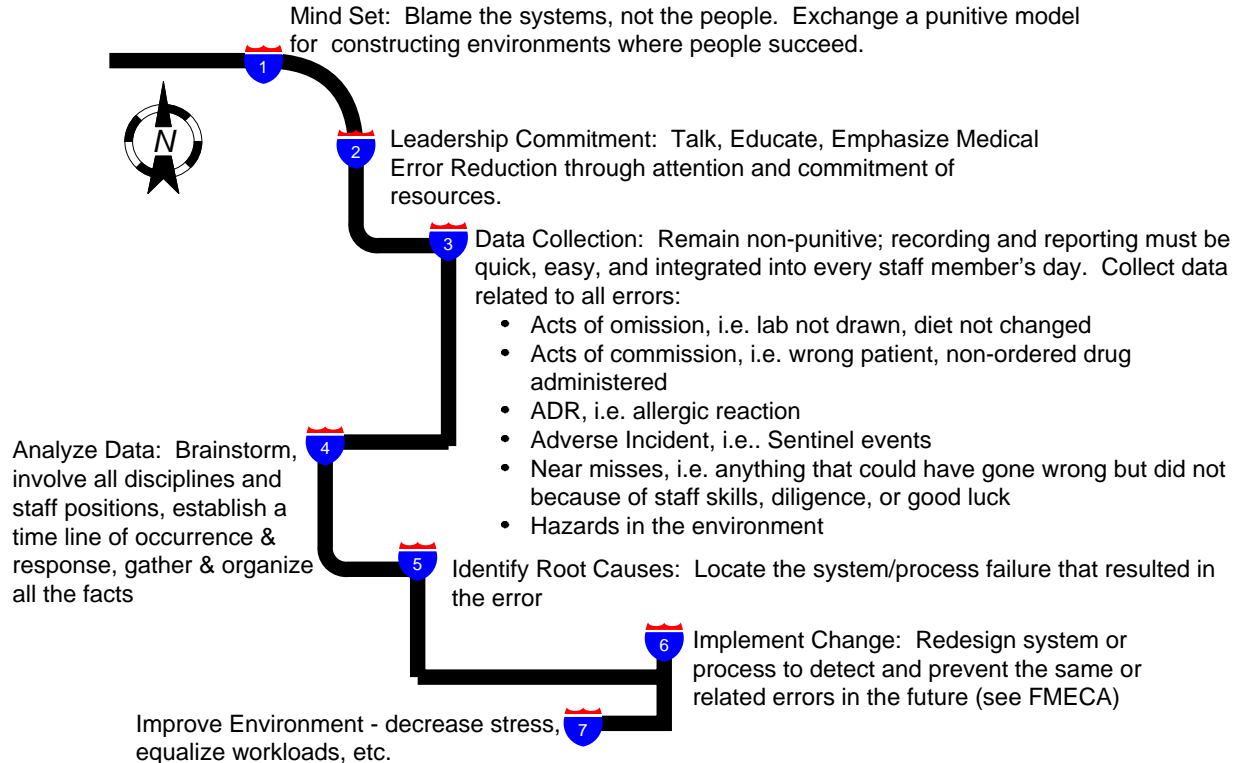 Mind Set:  Blame the systems, not the people.  Exchange a punitive model
for  constructing environments where people succeed.
1
N
2
Leadership Commitment:  Talk, Educate, Emphasize Medical
Error Reduction through attention and commitment of
resources.
3
Data Collection:  Remain non-punitive; recording and reporting must be
quick, easy, and integrated into every staff member’s day.  Collect data
related to all errors:
• Acts of omission, i.e. lab not drawn, diet not changed
• Acts of commission, i.e. wrong patient, non-ordered drug
administered
• ADR, i.e. allergic reaction
• Adverse Incident, i.e.. Sentinel events
• Near misses, i.e. anything that could have gone wrong but did not
because of staff skills, diligence, or good luck
• Hazards in the environment
4
Analyze Data:  Brainstorm,
involve all disciplines and
staff positions, establish a
time line of occurrence &
response, gather & organize
all the facts
5
Identify Root Causes:  Locate the system/process failure that resulted in
the error
6
Implement Change:  Redesign system or
process to detect and prevent the same or
related errors in the future (see FMECA)
Improve Environment - decrease stress,
equalize workloads, etc.
7